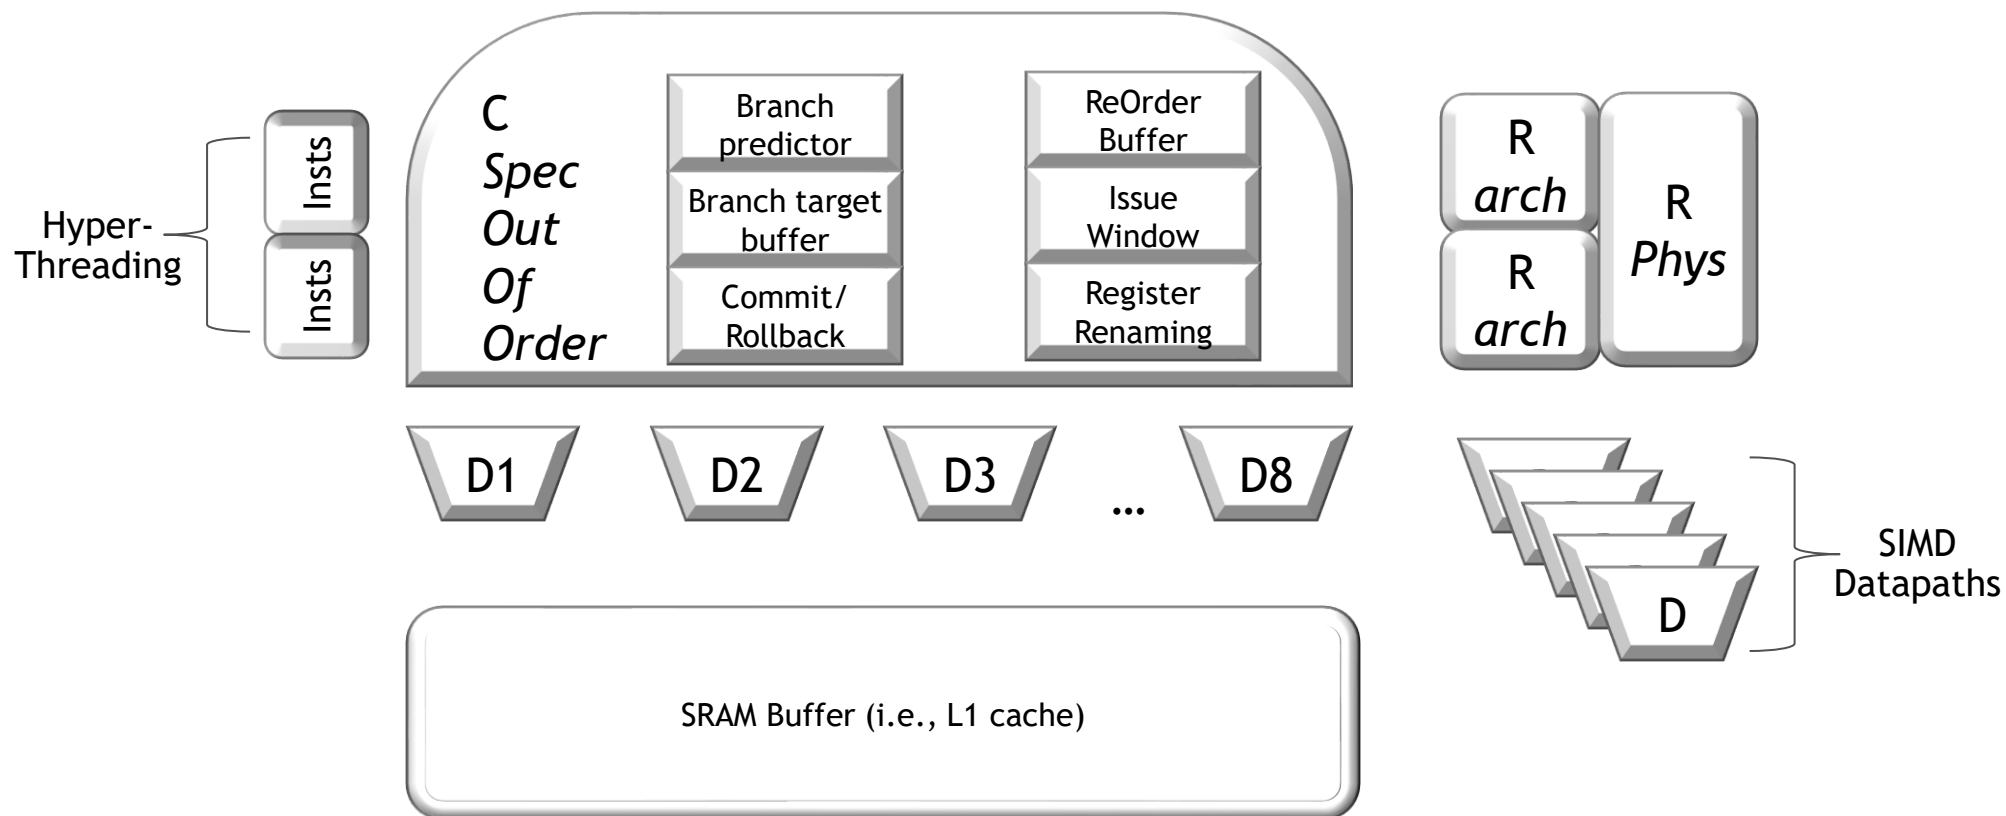 Hyper-
Threading
Insts
Insts
C
Spec
Out
Of
Order
Branch
predictor
Branch target
buffer
Commit/
Rollback
ReOrder
Buffer
Issue
Window
Register
Renaming
R
arch
R
arch
R
Phys
D1
D2
D3
...
D8
D
SIMD
Datapaths
SRAM Buffer (i.e., L1 cache)